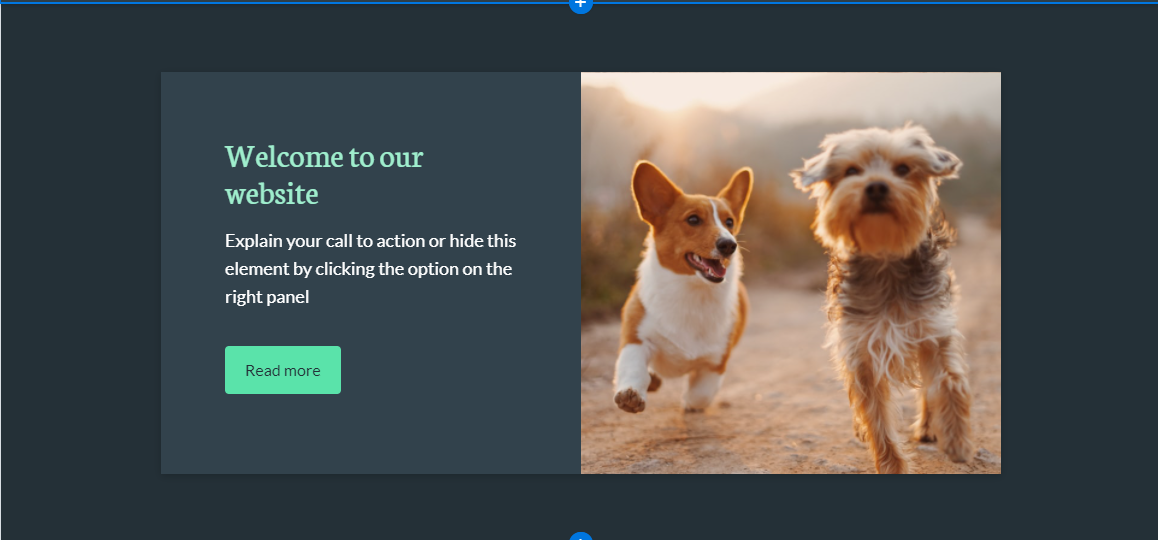 Welcome to our
website
Explain your call to action or hide this
element by clicking the option on the
right panel
Read more